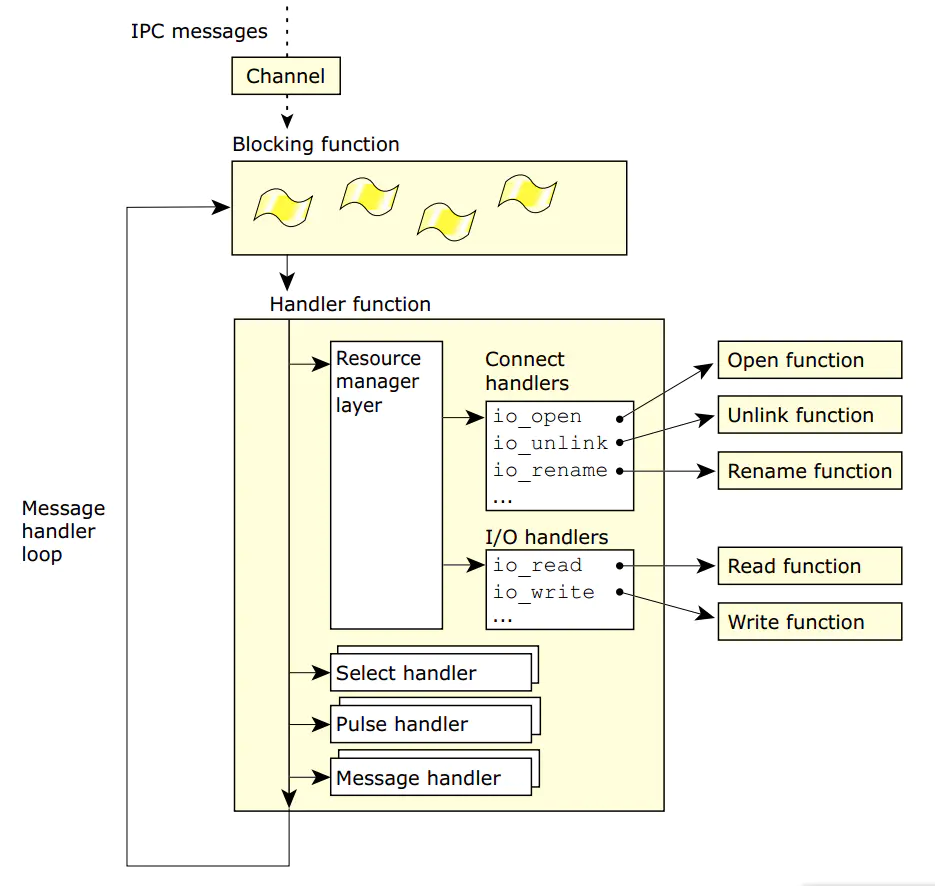 IPC messages
Channel
Blocking function
Handler function
Resource
manager
layer
Connect
handlers
io_open
io_unlink
io_rename
...
Open function
Unlink function
Rename function
Message
handler
loop
I/O handlers
io_read
io_write
...
Read function
Write function
Select handler
Pulse handler
Message handler